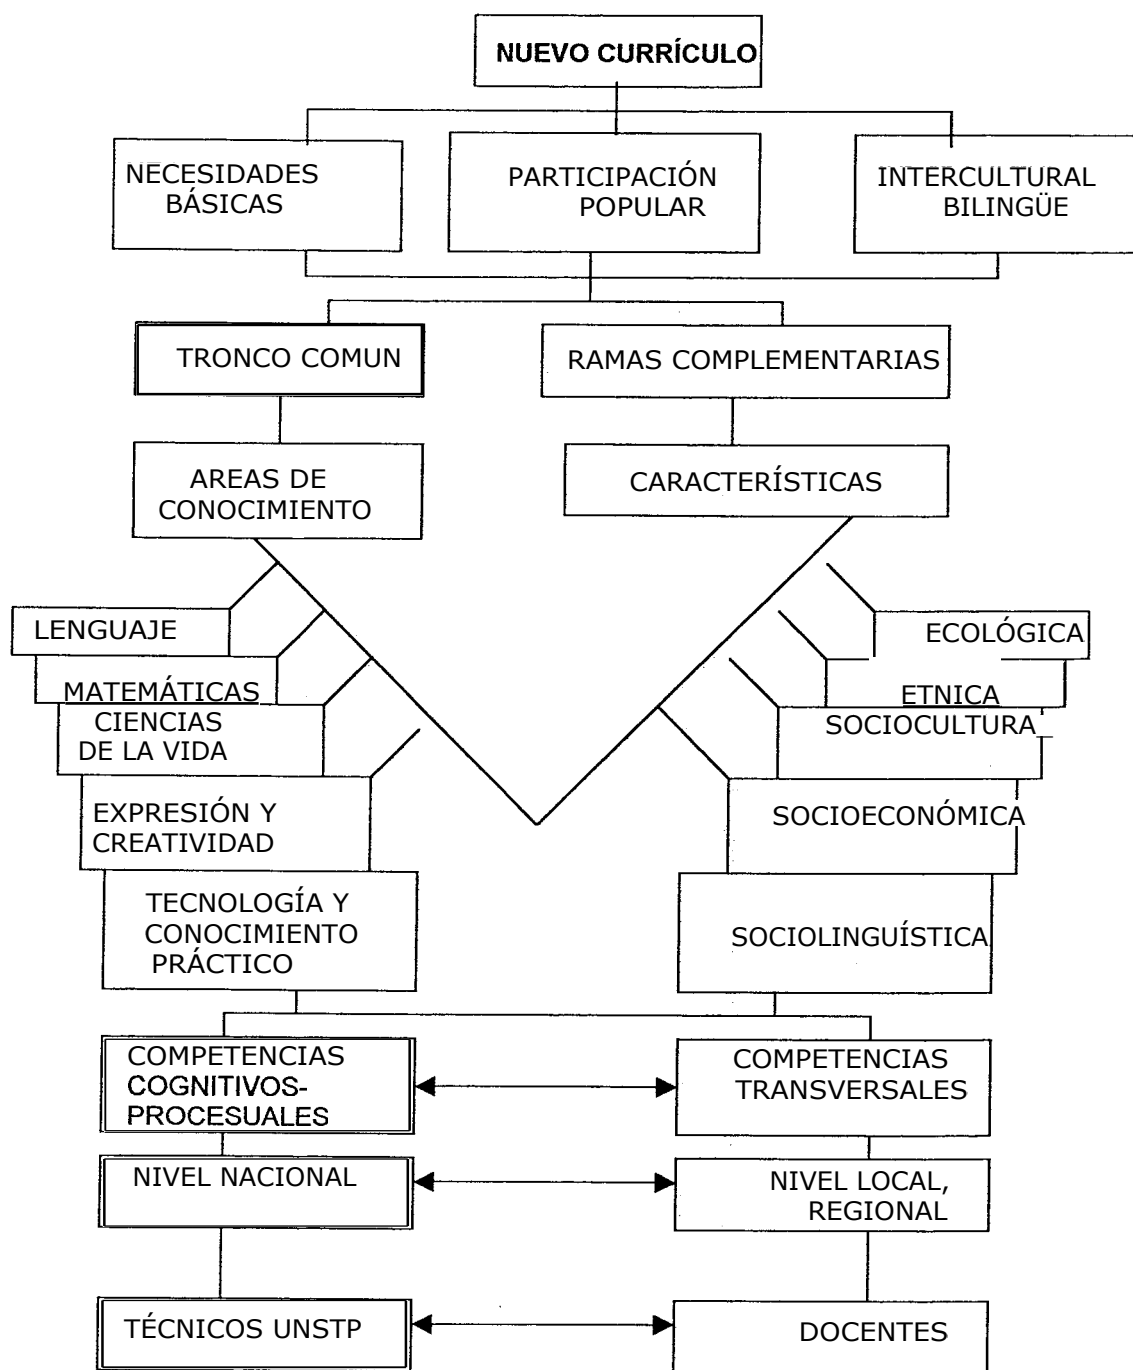 NUEVO CURRÍCULO
NECESIDADES
BÁSICAS
PARTICIPACIÓN
POPULAR
INTERCULTURAL
BILINGÜE
TRONCO COMUN
RAMAS COMPLEMENTARIAS
AREAS DE
CONOCIMIENTO
CARACTERÍSTICAS
LENGUAJE
MATEMÁTICAS
CIENCIAS
DE LA VIDA
EXPRESIÓN Y
CREATIVIDAD
TECNOLOGÍA Y
CONOCIMIENTO
PRÁCTICO
ECOLÓGICA
ETNICA
SOCIOCULTURA
SOCIOECONÓMICA
SOCIOLINGUÍSTICA
COMPETENCIAS
COGNITIVOS-
PROCESUALES
COMPETENCIAS
TRANSVERSALES
NIVEL NACIONAL
NIVEL LOCAL,
REGIONAL
TÉCNICOS UNSTP
DOCENTES